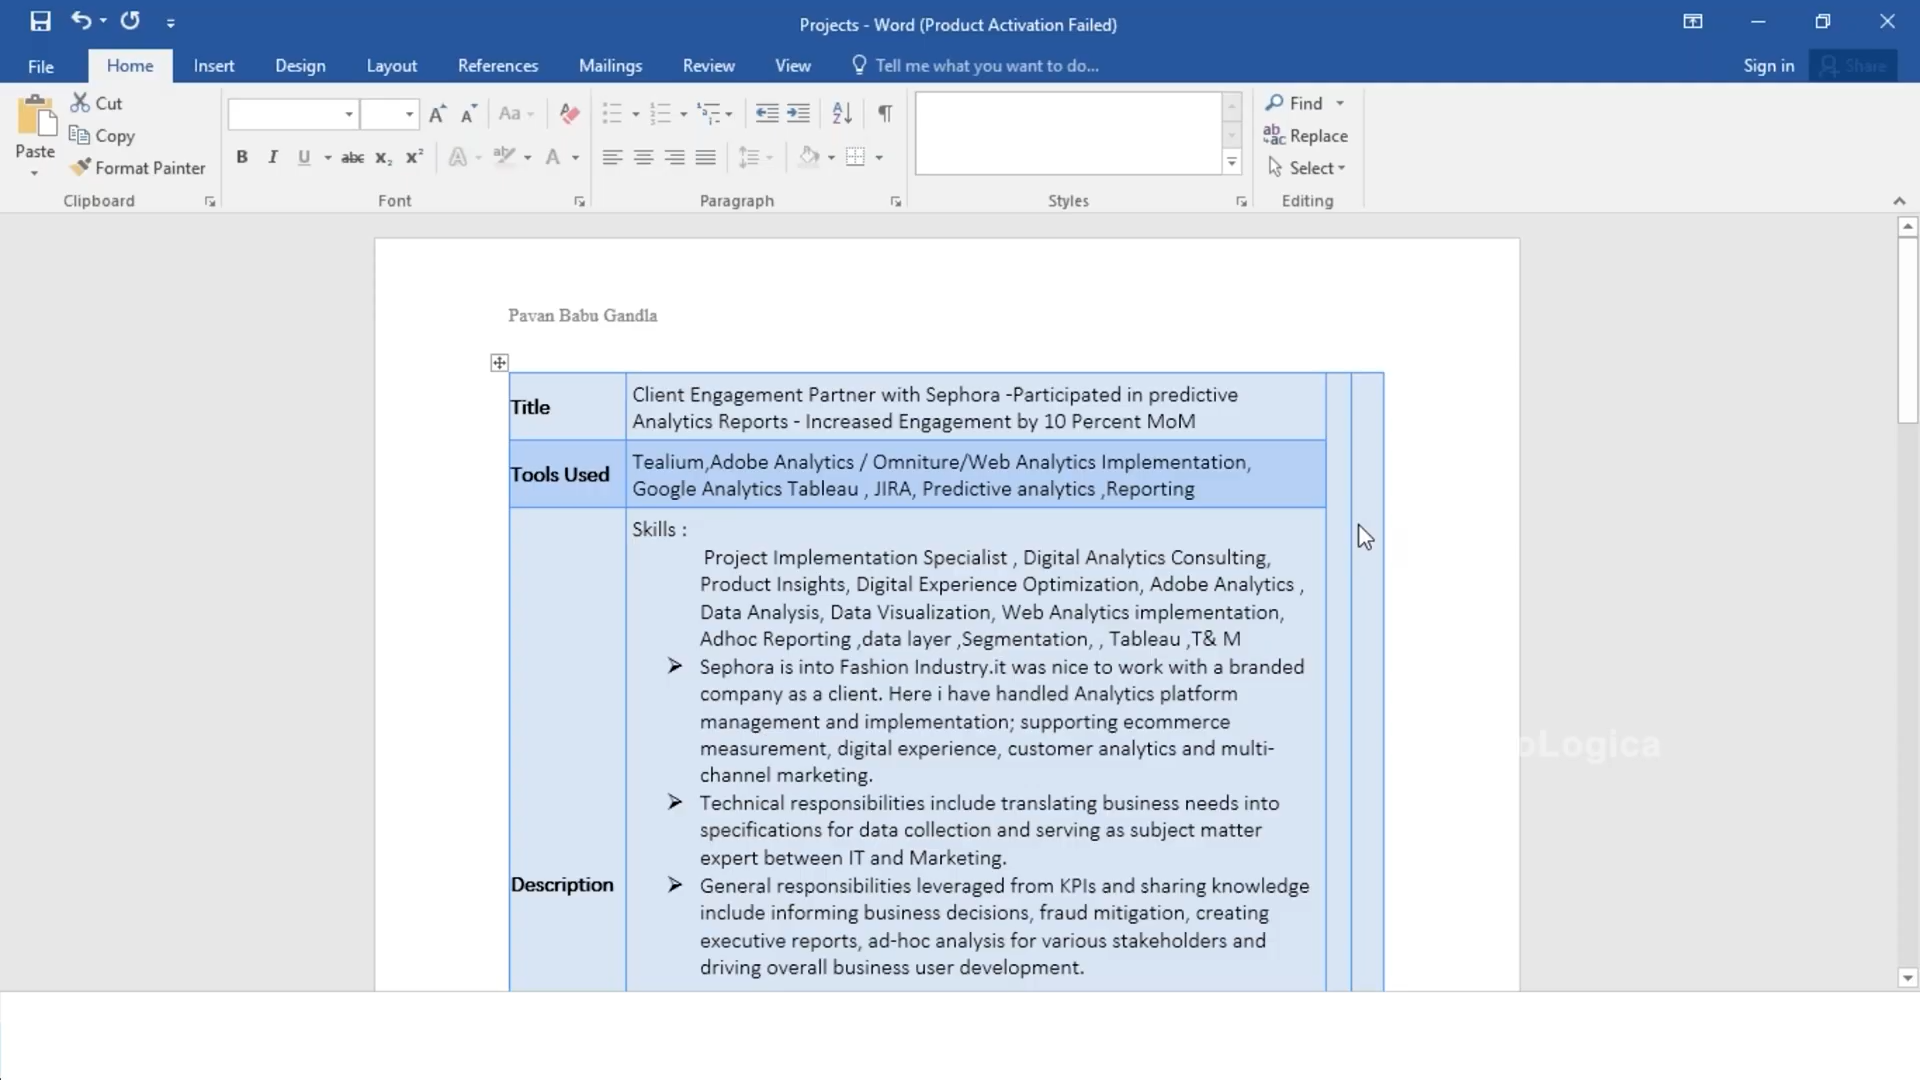 Projects - Word (Product Activation Failed)
File Home Insert Design Layout References Mailings Review View Tell me what you want to do... Sign in Share
Paste
Cut
Copy
Format Painter
Clipboard
Aa
B I U abc X₂ X² A aby A
Font
Paragraph
Styles
Find
Replace
Select
Editing
Pavan Babu Gandla
Title
Client Engagement Partner with Sephora -Participated in predictive
Analytics Reports - Increased Engagement by 10 Percent MoM
Tools Used
Tealium,Adobe Analytics / Omniture/Web Analytics Implementation,
Google Analytics Tableau , JIRA, Predictive analytics ,Reporting
Description
Skills :
Project Implementation Specialist , Digital Analytics Consulting,
Product Insights, Digital Experience Optimization, Adobe Analytics ,
Data Analysis, Data Visualization, Web Analytics implementation,
Adhoc Reporting ,data layer ,Segmentation, , Tableau ,T& M
➢ Sephora is into Fashion Industry.it was nice to work with a branded
company as a client. Here i have handled Analytics platform
management and implementation; supporting ecommerce
measurement, digital experience, customer analytics and multi-
channel marketing.
➢ Technical responsibilities include translating business needs into
specifications for data collection and serving as subject matter
expert between IT and Marketing.
➢ General responsibilities leveraged from KPIs and sharing knowledge
include informing business decisions, fraud mitigation, creating
executive reports, ad-hoc analysis for various stakeholders and
driving overall business user development.